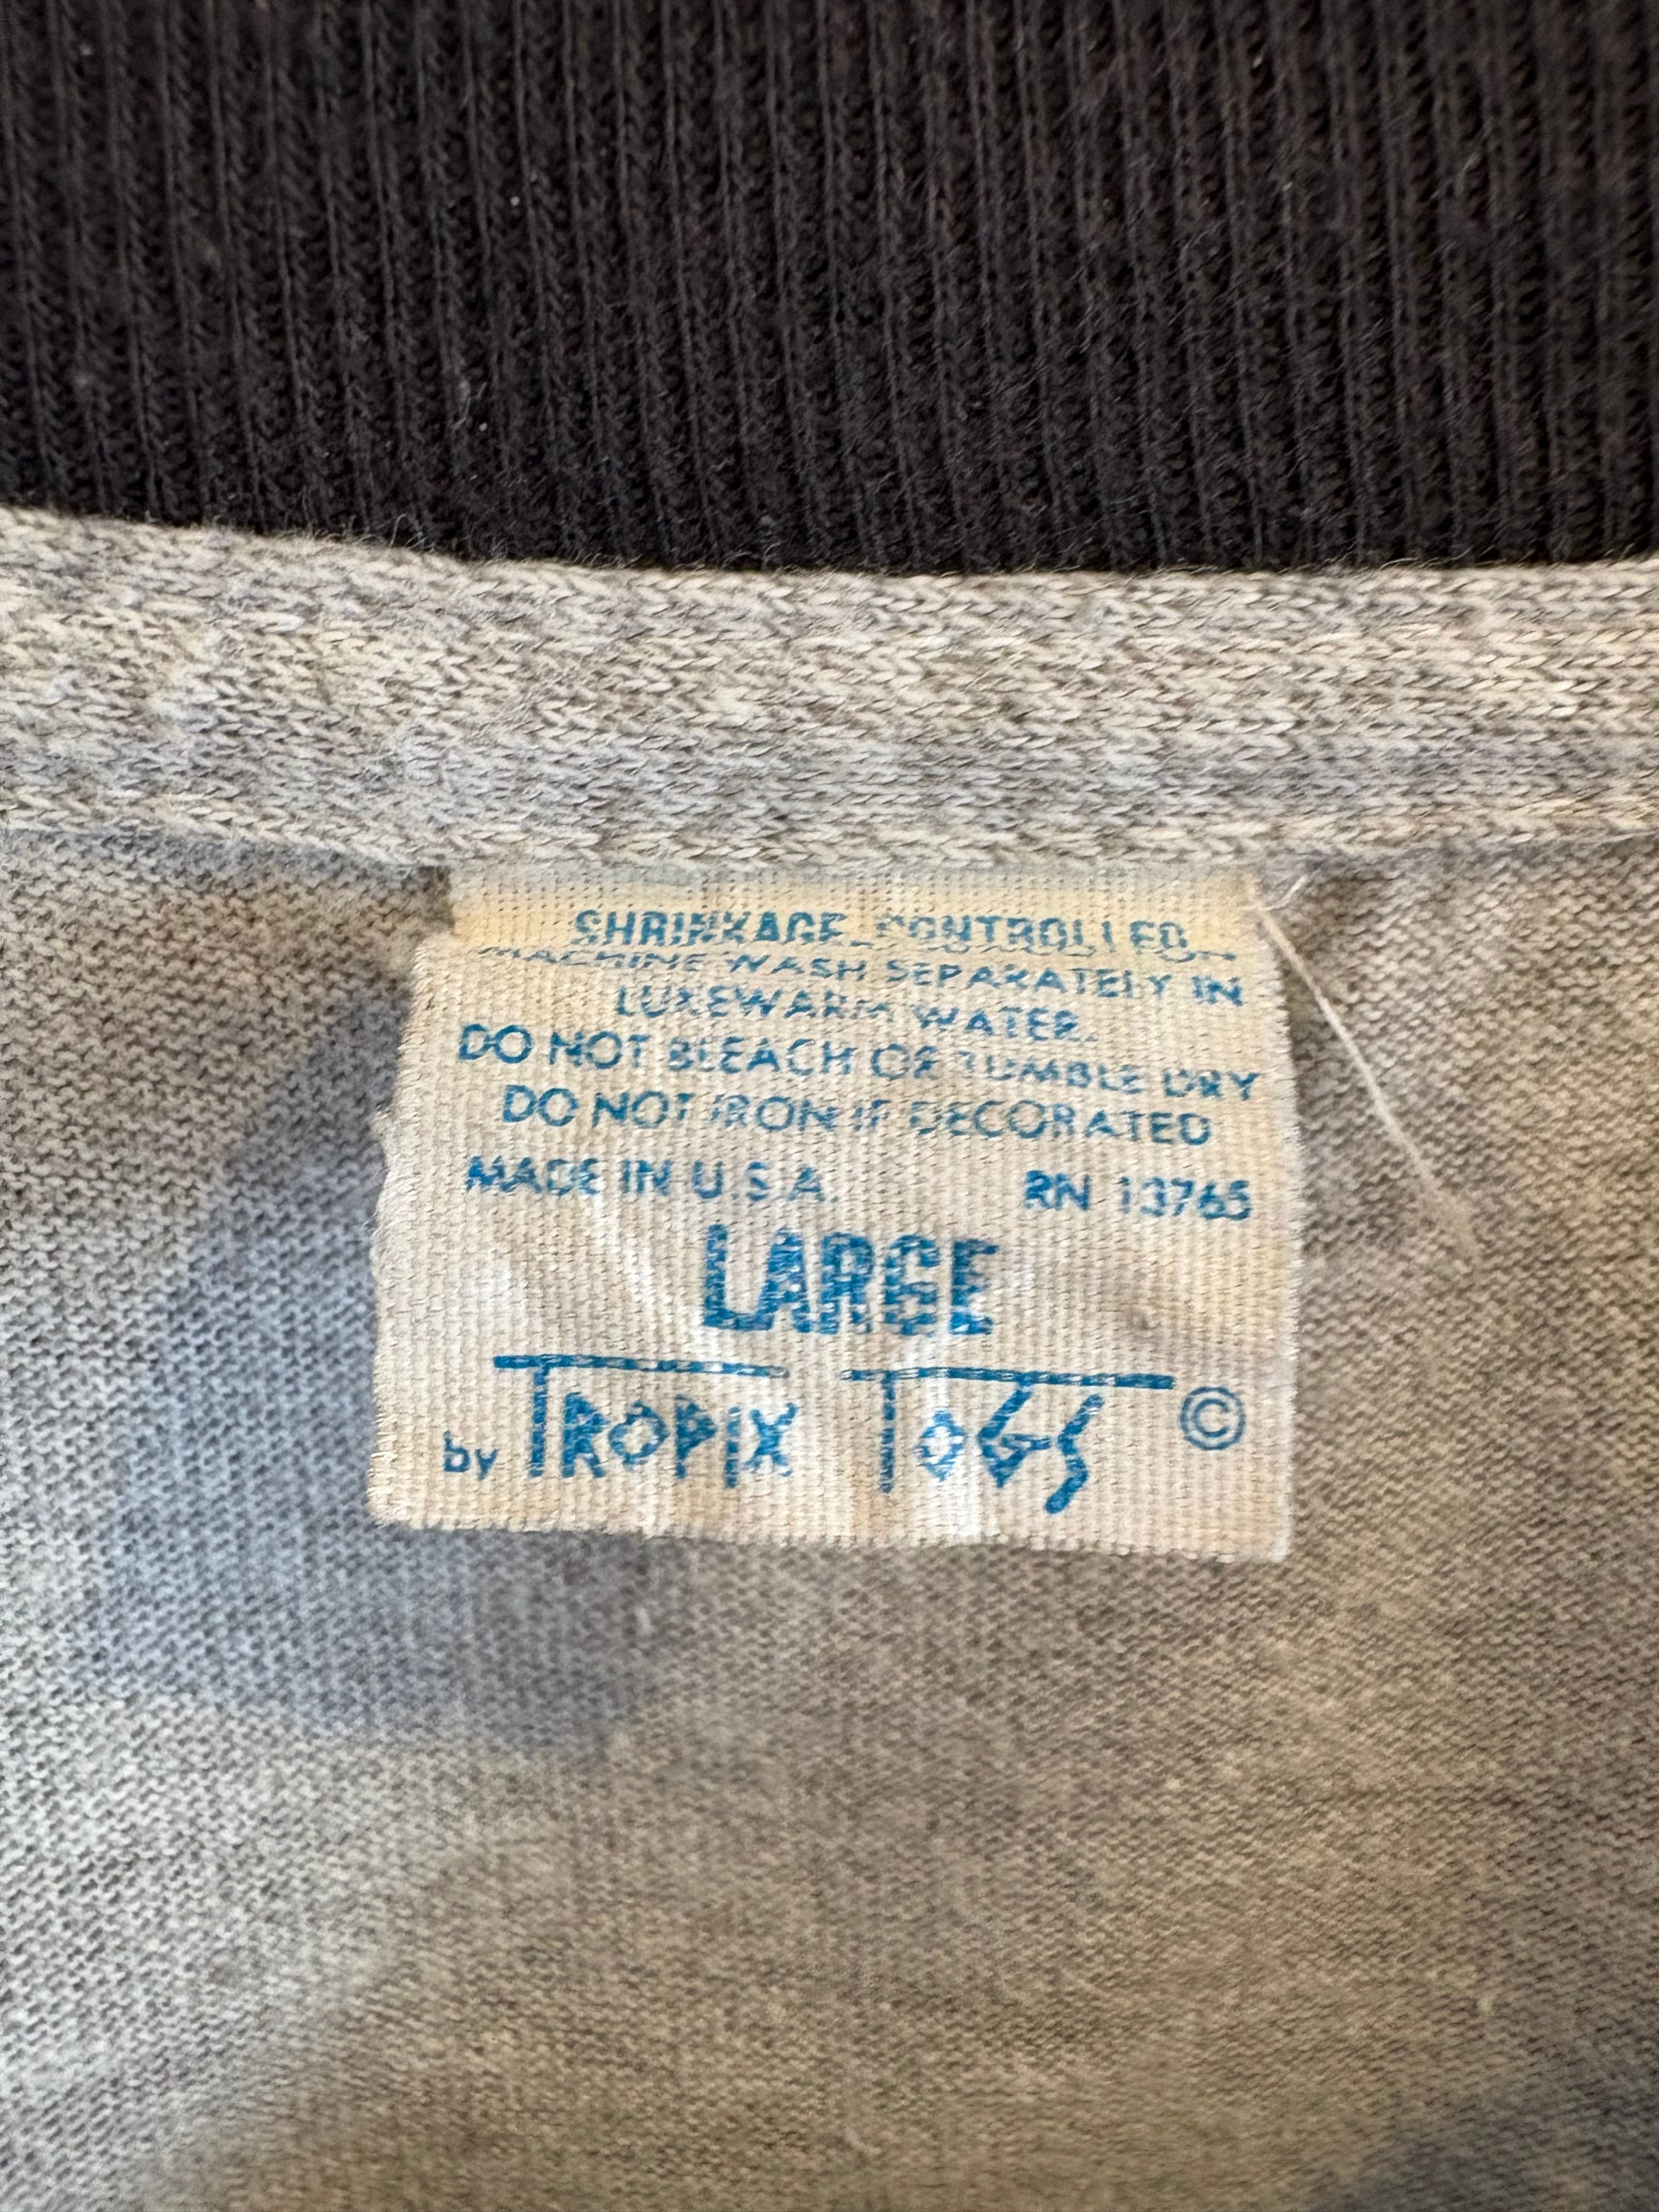 SHRINKAGE CONTROLLED
MACHINE WASH SEPARATELY IN
LUKEWARM WATER.
DO NOT BLEACH OR TUMBLE DRY
DO NOT IRON IF DECORATED
MADE IN U.S.A. RN 13765
LARGE
by TROPIX TOGS ©